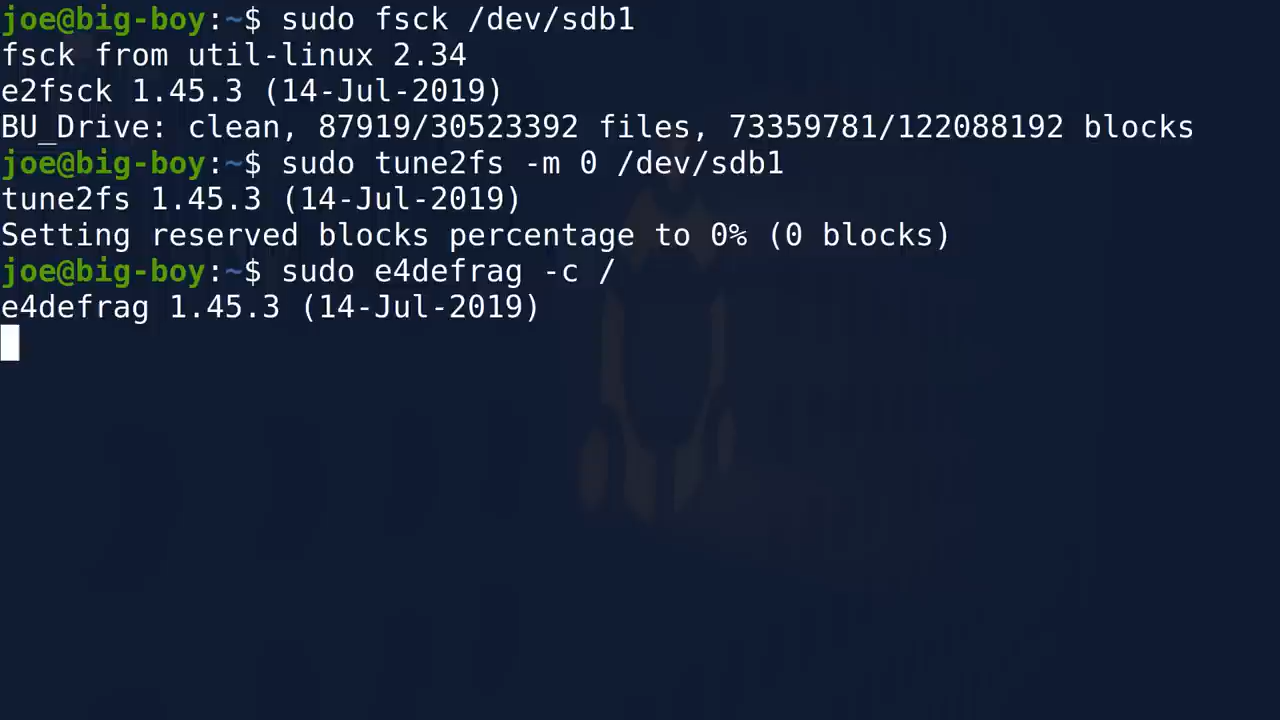 joe@big-boy:~$ sudo fsck /dev/sdb1
fsck from util-linux 2.34
e2fsck 1.45.3 (14-Jul-2019)
BU_Drive: clean, 87919/30523392 files, 73359781/122088192 blocks
joe@big-boy:~$ sudo tune2fs -m 0 /dev/sdb1
tune2fs 1.45.3 (14-Jul-2019)
Setting reserved blocks percentage to 0% (0 blocks)
joe@big-boy:~$ sudo e4defrag -c /
e4defrag 1.45.3 (14-Jul-2019)